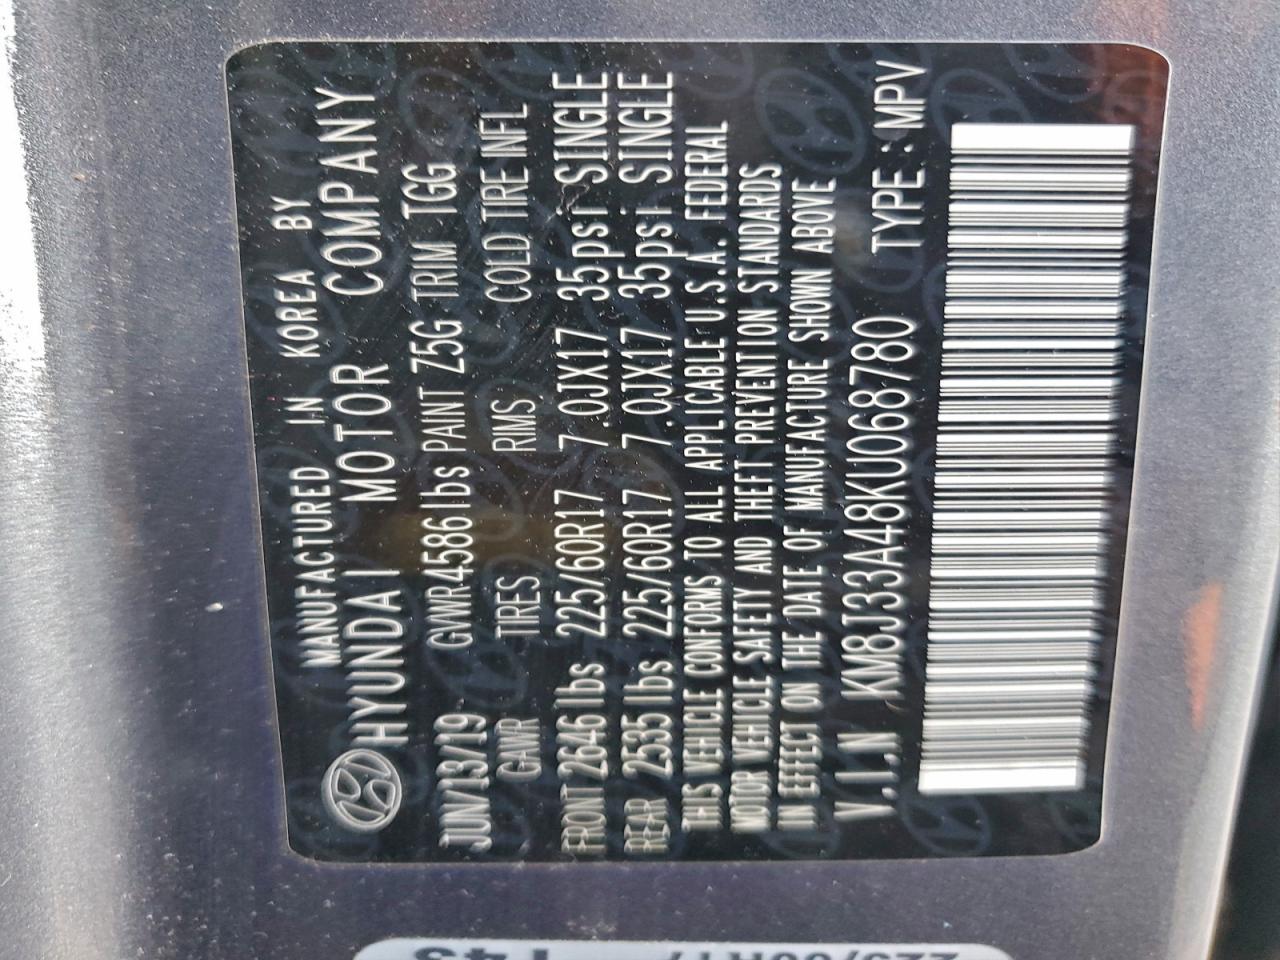 MANUFACTURED IN KOREA BY
HYUNDAI MOTOR COMPANY
JUN/13/19 GVWR 4586 lbs PAINT Z5G TRIM TGG
GAWR TIRES RIMS COLD TIRE INFL
FRONT 2646 lbs 225/60R17 7.0JX17 35psi SINGLE
REAR 2535 lbs 225/60R17 7.0JX17 35psi SINGLE
THIS VEHICLE CONFORMS TO ALL APPLICABLE U.S.A. FEDERAL
MOTOR VEHICLE SAFETY AND THEFT PREVENTION STANDARDS
IN EFFECT ON THE DATE OF MANUFACTURE SHOWN ABOVE
V.I.N KM8J33A48KU068780 TYPE : MPV